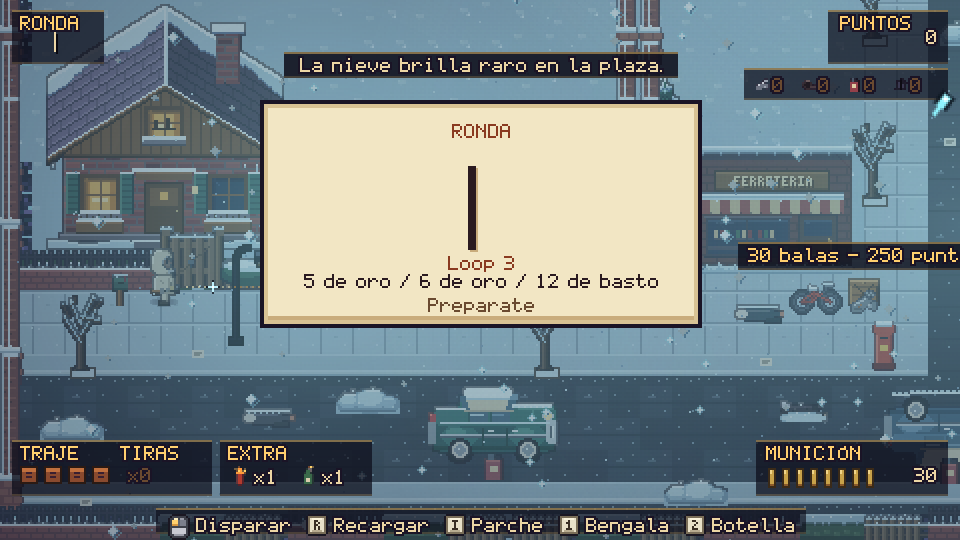 RONDA
|
La nieve brilla raro en la plaza.
PUNTOS
0
0 0 0 0
RONDA
|
Loop 3
5 de oro / 6 de oro / 12 de basto
Preparate
FERRETERIA
30 balas - 250 punt
TRAJE TIRAS
x0
EXTRA
x1 x1
MUNICIóN
30
Disparar R Recargar I Parche 1 Bengala 2 Botella